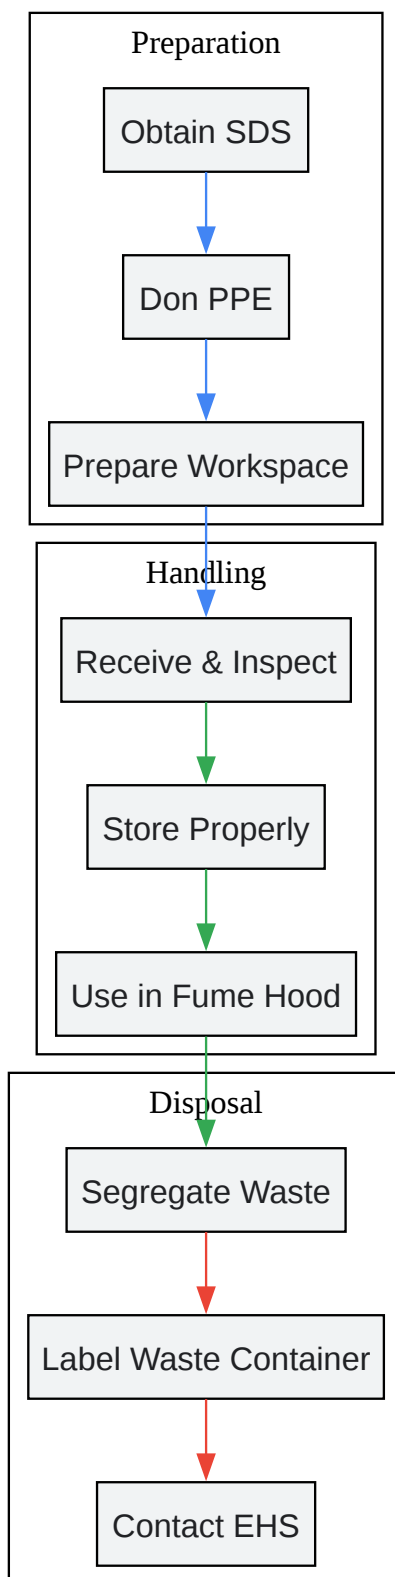 Preparation
Obtain SDS
Don PPE
Prepare Workspace
Handling
Receive & Inspect
Store Properly
Use in Fume Hood
Disposal
Segregate Waste
Label Waste Container
Contact EHS